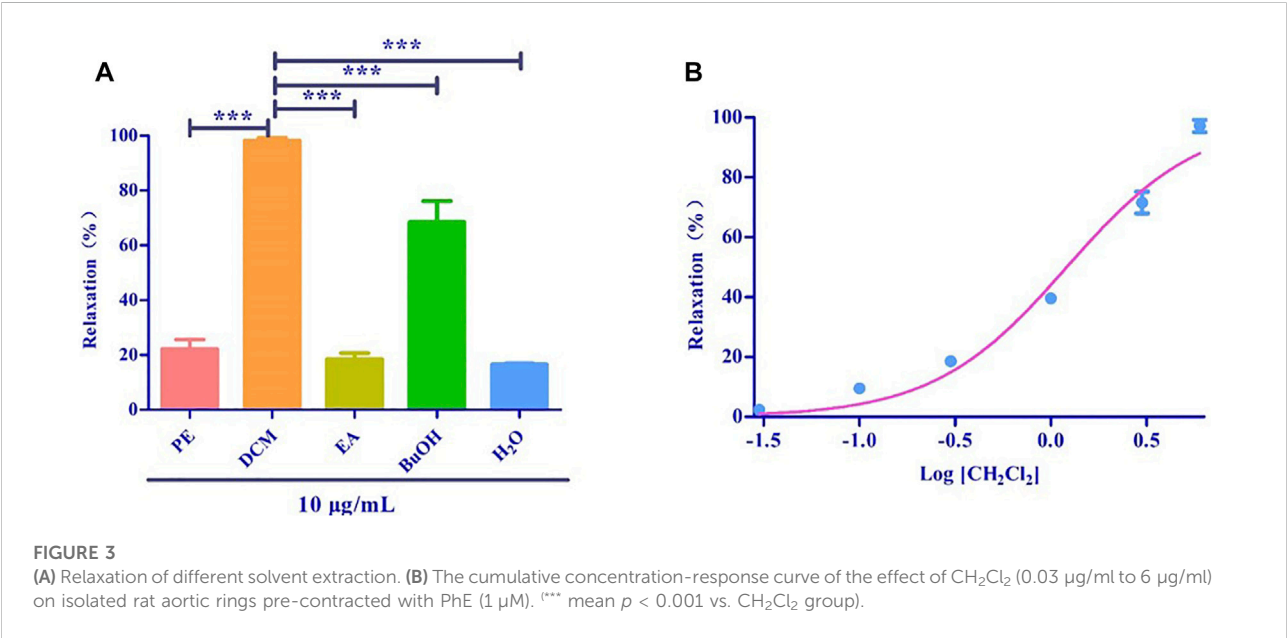 A
***
***
***
***
100
80
60
40
20
0
Relaxation (%)
PE
DCM
EA
BuOH
H₂O
10 μg/mL
B
100
80
60
40
20
0
Relaxation (%)
-1.5
-1.0
-0.5
0.0
0.5
Log [CH₂Cl₂]
FIGURE 3
(A) Relaxation of different solvent extraction. (B) The cumulative concentration-response curve of the effect of CH₂Cl₂ (0.03 μg/ml to 6 μg/ml)
on isolated rat aortic rings pre-contracted with PhE (1 μM). (*** mean p < 0.001 vs. CH₂Cl₂ group).